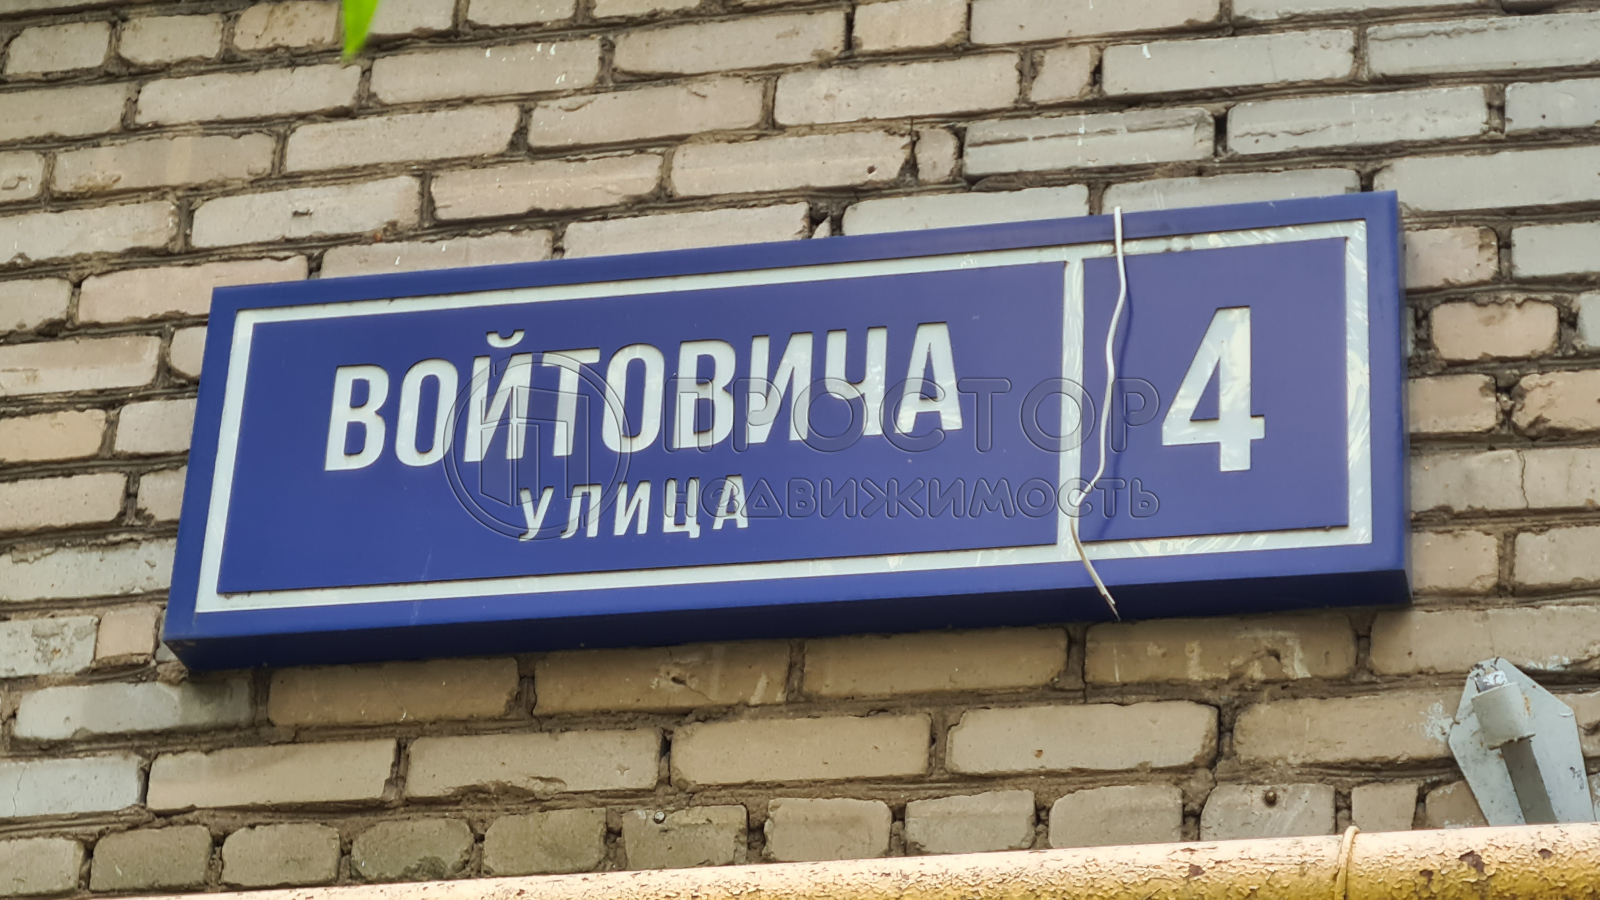 ВОЙТОВИЧА
УЛИЦА
4
ПРОСТОР
НЕДВИЖИМОСТЬ